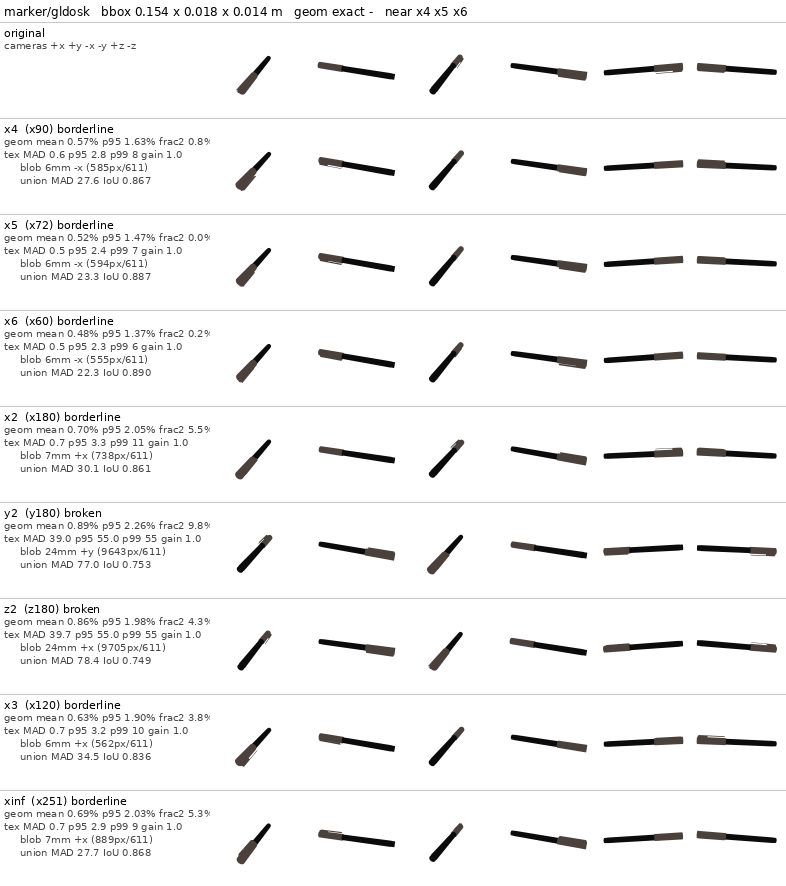 marker/gldosk   bbox 0.154 x 0.018 x 0.014 m   geom exact -   near x4 x5 x6
original
cameras +x +y -x -y +z -z
x4  (x90) borderline
geom mean 0.57% p95 1.63% frac2 0.8%
tex MAD 0.6 p95 2.8 p99 8 gain 1.0
blob 6mm -x (585px/611)
union MAD 27.6 IoU 0.867
x5  (x72) borderline
geom mean 0.52% p95 1.47% frac2 0.0%
tex MAD 0.5 p95 2.4 p99 7 gain 1.0
blob 6mm -x (594px/611)
union MAD 23.3 IoU 0.887
x6  (x60) borderline
geom mean 0.48% p95 1.37% frac2 0.2%
tex MAD 0.5 p95 2.3 p99 6 gain 1.0
blob 6mm -x (555px/611)
union MAD 22.3 IoU 0.890
x2  (x180) borderline
geom mean 0.70% p95 2.05% frac2 5.5%
tex MAD 0.7 p95 3.3 p99 11 gain 1.0
blob 7mm +x (738px/611)
union MAD 30.1 IoU 0.861
y2  (y180) broken
geom mean 0.89% p95 2.26% frac2 9.8%
tex MAD 39.0 p95 55.0 p99 55 gain 1.0
blob 24mm +y (9643px/611)
union MAD 77.0 IoU 0.753
z2  (z180) broken
geom mean 0.86% p95 1.98% frac2 4.3%
tex MAD 39.7 p95 55.0 p99 55 gain 1.0
blob 24mm +x (9705px/611)
union MAD 78.4 IoU 0.749
x3  (x120) borderline
geom mean 0.63% p95 1.90% frac2 3.8%
tex MAD 0.7 p95 3.2 p99 10 gain 1.0
blob 6mm +x (562px/611)
union MAD 34.5 IoU 0.836
xinf  (x251) borderline
geom mean 0.69% p95 2.03% frac2 5.3%
tex MAD 0.7 p95 2.9 p99 9 gain 1.0
blob 7mm +x (889px/611)
union MAD 27.7 IoU 0.868